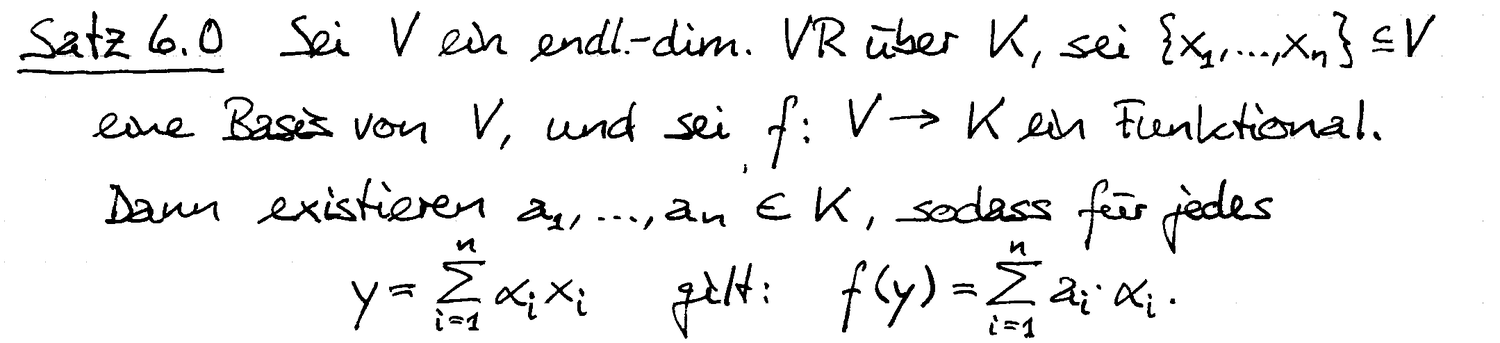 Satz 6.0 Sei V ein endl.-dim. VR über K, sei {x₁,...,xₙ} ⊆ V
eine Basis von V, und sei f: V → K ein Funktional.
Dann existieren a₁,...,aₙ ∈ K, sodass für jedes
y = ∑ᵢ₌₁ⁿ αᵢxᵢ gilt: f(y) = ∑ᵢ₌₁ⁿ aᵢ·αᵢ.